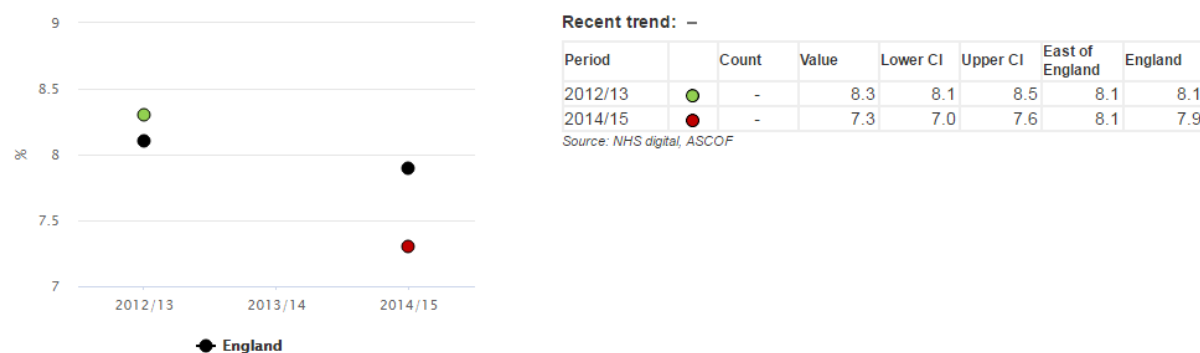 9
8.5
8
7.5
7
%
2012/13 2013/14 2014/15
England
Recent trend: –
Period Count Value Lower CI Upper CI East of England England
2012/13 - 8.3 8.1 8.5 8.1 8.1
2014/15 - 7.3 7.0 7.6 8.1 7.9
Source: NHS digital, ASCOF